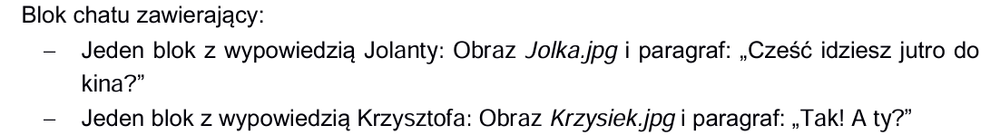 Blok chatu zawierający:
– Jeden blok z wypowiedzią Jolanty: Obraz Jolka.jpg i paragraf: „Cześć idziesz jutro do
kina?”
– Jeden blok z wypowiedzią Krzysztofa: Obraz Krzysiek.jpg i paragraf: „Tak! A ty?”